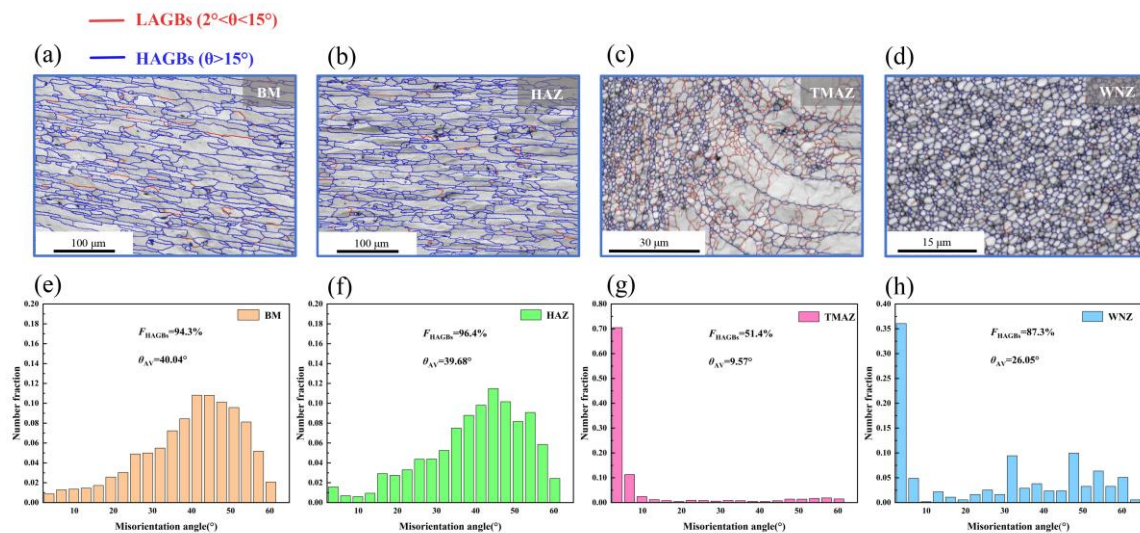 LAGBs (2°<θ<15°)
HAGBs (θ>15°)
(a)
BM
100 μm
(b)
HAZ
100 μm
(c)
TMAZ
30 μm
(d)
WNZ
15 μm
(e)
0.20
0.18
0.16
0.14
0.12
0.10
0.08
0.06
0.04
0.02
0.00
Number fraction
BM
F_HAGBs=94.3%
θ_AV=40.04°
10 20 30 40 50 60
Misorientation angle(°)
(f)
0.20
0.18
0.16
0.14
0.12
0.10
0.08
0.06
0.04
0.02
0.00
Number fraction
HAZ
F_HAGBs=96.4%
θ_AV=39.68°
10 20 30 40 50 60
Misorientation angle(°)
(g)
0.80
0.70
0.60
0.50
0.40
0.30
0.20
0.10
0.00
Number fraction
TMAZ
F_HAGBs=51.4%
θ_AV=9.57°
10 20 30 40 50 60
Misorientation angle(°)
(h)
0.40
0.35
0.30
0.25
0.20
0.15
0.10
0.05
0.00
Number fraction
WNZ
F_HAGBs=87.3%
θ_AV=26.05°
10 20 30 40 50 60
Misorientation angle(°)